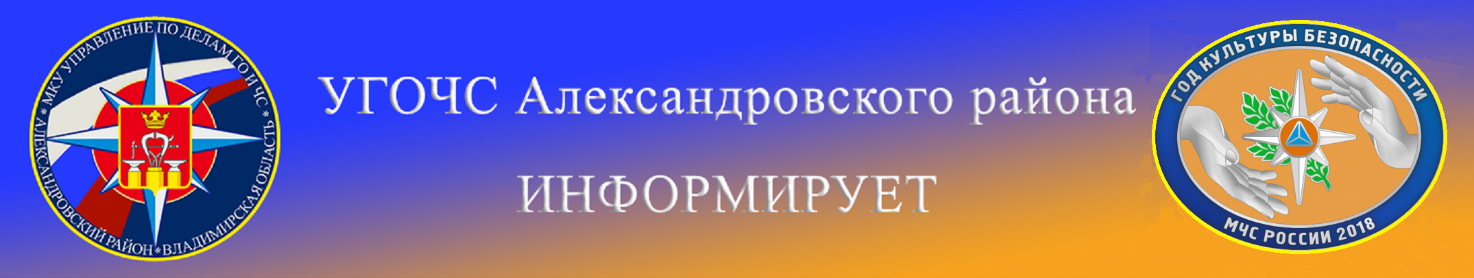 МКУ УПРАВЛЕНИЕ ПО ДЕЛАМ ГО И ЧС
* АЛЕКСАНДРОВСКИЙ РАЙОН * ВЛАДИМИРСКАЯ ОБЛАСТЬ *
УГОЧС Александровского района
ИНФОРМИРУЕТ
ГОД КУЛЬТУРЫ БЕЗОПАСНОСТИ
МЧС РОССИИ 2018